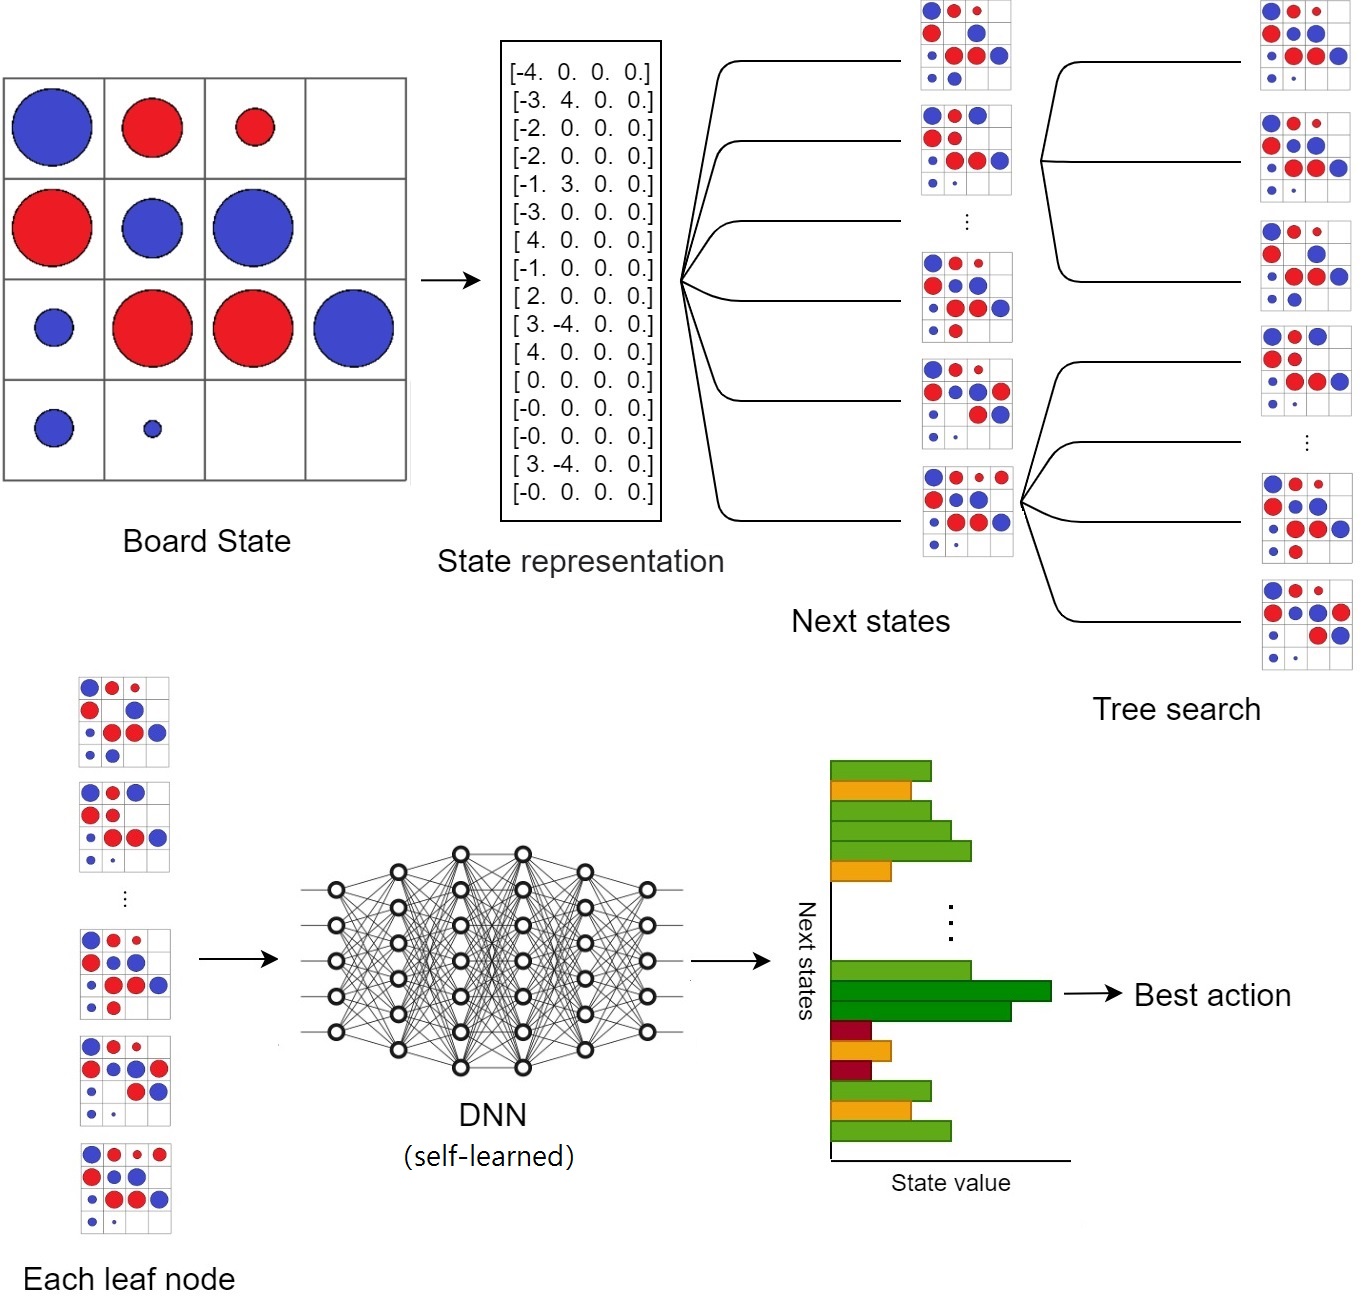 [-4. 0. 0. 0.]
[-3. 4. 0. 0.]
[-2. 0. 0. 0.]
[-2. 0. 0. 0.]
[-1. 3. 0. 0.]
[-3. 0. 0. 0.]
[ 4. 0. 0. 0.]
[-1. 0. 0. 0.]
[ 2. 0. 0. 0.]
[ 3. -4. 0. 0.]
[ 4. 0. 0. 0.]
[ 0. 0. 0. 0.]
[-0. 0. 0. 0.]
[-0. 0. 0. 0.]
[ 3. -4. 0. 0.]
[-0. 0. 0. 0.]
Board State
State representation
Next states
Tree search
Each leaf node
DNN
(self-learned)
Next states
State value
Best action